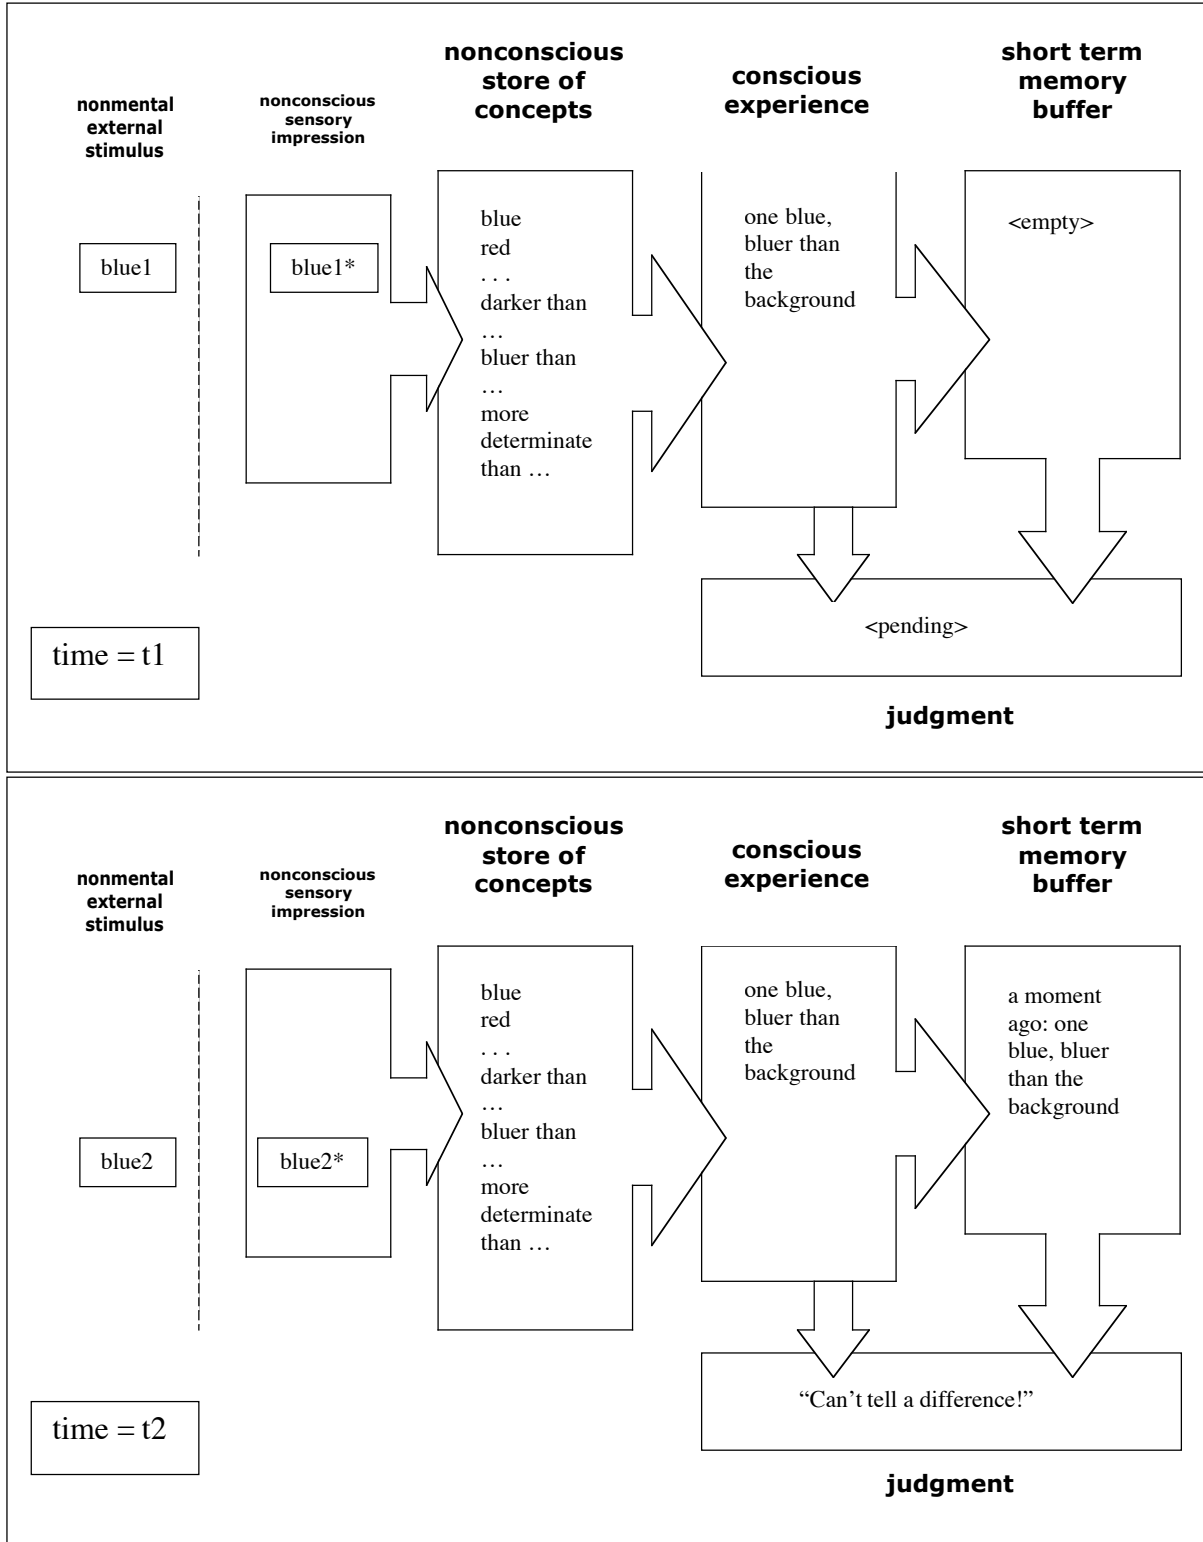 nonmental
external
stimulus
nonconscious
sensory
impression
nonconscious
store of
concepts
conscious
experience
short term
memory
buffer
blue1
blue1*
blue
red
. . .
darker than
…
bluer than
…
more
determinate
than …
one blue,
bluer than
the
background
<empty>
<pending>
time = t1
judgment
nonmental
external
stimulus
nonconscious
sensory
impression
nonconscious
store of
concepts
conscious
experience
short term
memory
buffer
blue2
blue2*
blue
red
. . .
darker than
…
bluer than
…
more
determinate
than …
one blue,
bluer than
the
background
a moment
ago: one
blue, bluer
than the
background
“Can’t tell a difference!”
time = t2
judgment